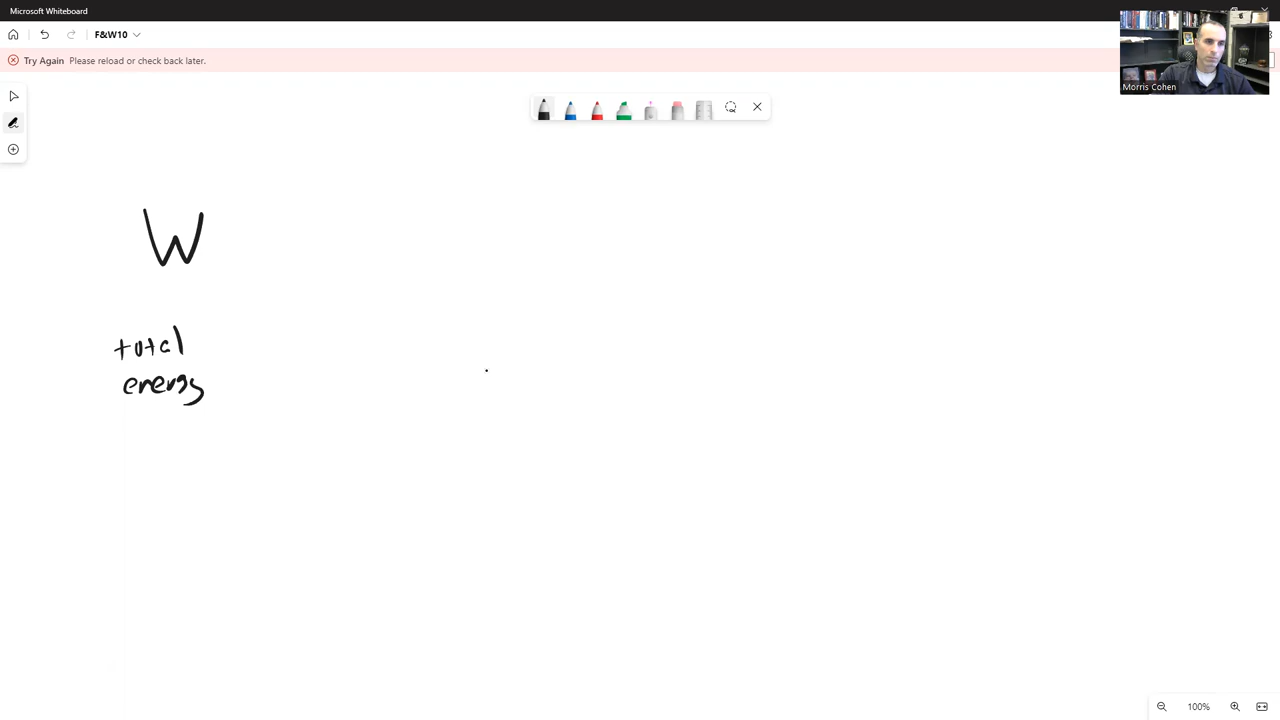 Microsoft Whiteboard
F&W10
Try Again Please reload or check back later.
Morris Cohen
W
total
energy
100%